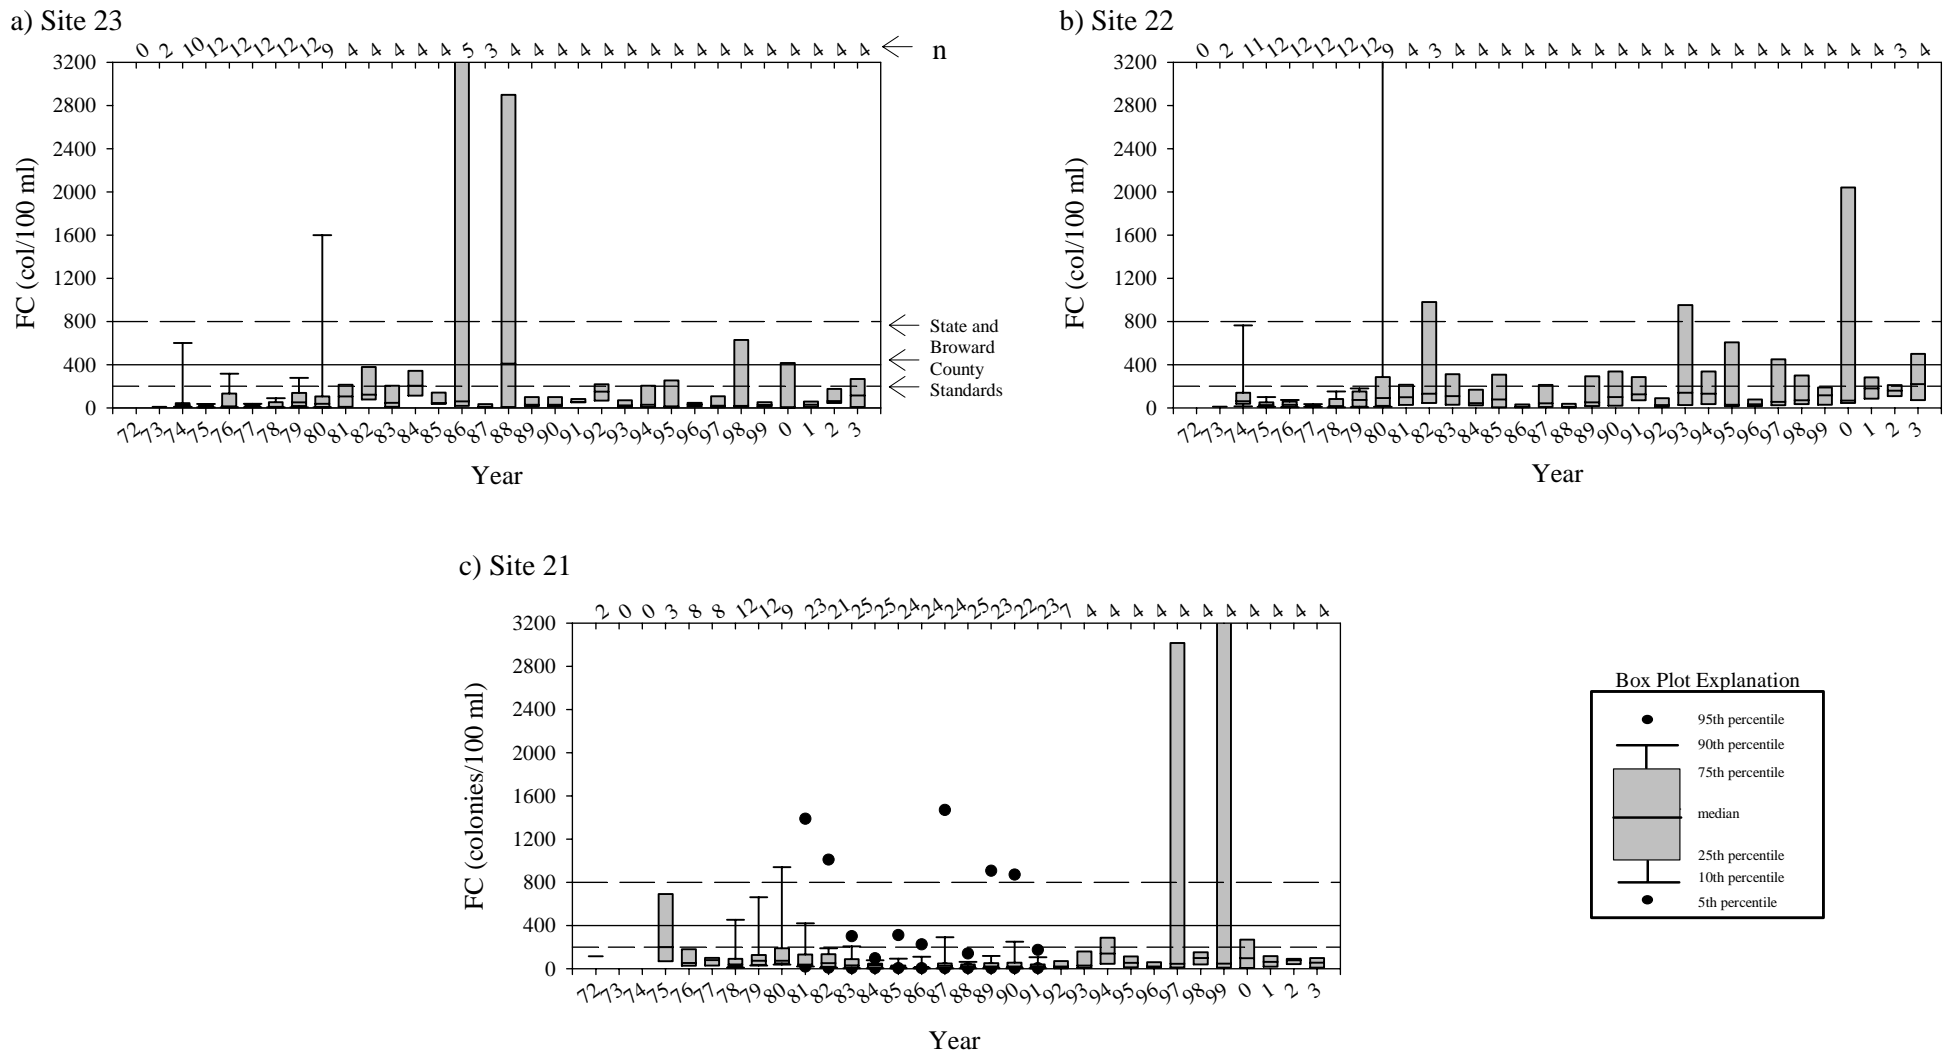 a) Site 23
0 2 10 12 12 12 12 12 9 4 4 4 4 4 5 3 4 4 4 4 4 4 4 4 4 4 4 4 4 4 4 4
n
3200
2800
2400
2000
1600
1200
800
400
0
FC (col/100 ml)
State and
Broward
County
Standards
72 73 74 75 76 77 78 79 80 81 82 83 84 85 86 87 88 89 90 91 92 93 94 95 96 97 98 99 0 1 2 3
Year
b) Site 22
0 2 11 12 12 12 12 12 9 4 3 4 4 4 4 4 4 4 4 4 4 4 4 4 4 4 4 4 4 4 3 4
3200
2800
2400
2000
1600
1200
800
400
0
FC (col/100 ml)
72 73 74 75 76 77 78 79 80 81 82 83 84 85 86 87 88 89 90 91 92 93 94 95 96 97 98 99 0 1 2 3
Year
c) Site 21
2 0 0 3 8 8 12 12 9 23 21 25 25 24 24 24 25 23 22 23 7 4 4 4 4 4 4 4 4 4 4 4
3200
2800
2400
2000
1600
1200
800
400
0
FC (colonies/100 ml)
72 73 74 75 76 77 78 79 80 81 82 83 84 85 86 87 88 89 90 91 92 93 94 95 96 97 98 99 0 1 2 3
Year
Box Plot Explanation
95th percentile
90th percentile
75th percentile
median
25th percentile
10th percentile
5th percentile